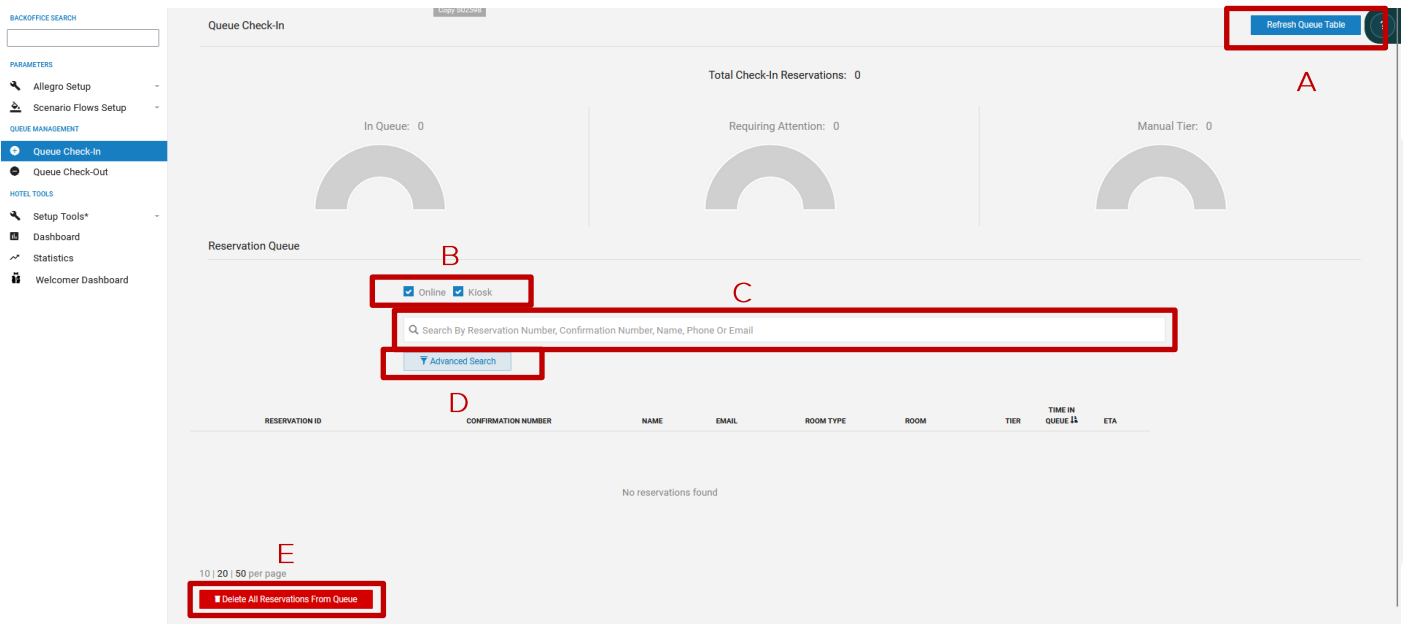 BACKOFFICE SEARCH
PARAMETERS
Allegro Setup
Scenario Flows Setup
QUEUE MANAGEMENT
Queue Check-In
Queue Check-Out
HOTEL TOOLS
Setup Tools*
Dashboard
Statistics
Welcomer Dashboard
Queue Check-In
Refresh Queue Table
?
A
Total Check-In Reservations: 0
In Queue: 0
Requiring Attention: 0
Manual Tier: 0
Reservation Queue
B
Online Kiosk
C
Search By Reservation Number, Confirmation Number, Name, Phone Or Email
Advanced Search
D
RESERVATION ID CONFIRMATION NUMBER NAME EMAIL ROOM TYPE ROOM TIER TIME IN QUEUE ETA
No reservations found
E
10 | 20 | 50 per page
Delete All Reservations From Queue